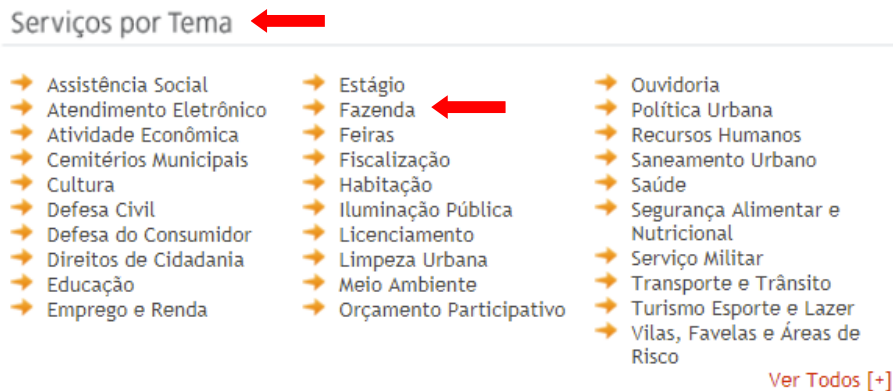 Serviços por Tema
Assistência Social
Atendimento Eletrônico
Atividade Econômica
Cemitérios Municipais
Cultura
Defesa Civil
Defesa do Consumidor
Direitos de Cidadania
Educação
Emprego e Renda
Estágio
Fazenda
Feiras
Fiscalização
Habitação
Iluminação Pública
Licenciamento
Limpeza Urbana
Meio Ambiente
Orçamento Participativo
Ouvidoria
Política Urbana
Recursos Humanos
Saneamento Urbano
Saúde
Segurança Alimentar e
Nutricional
Serviço Militar
Transporte e Trânsito
Turismo Esporte e Lazer
Vilas, Favelas e Áreas de
Risco
Ver Todos [+]